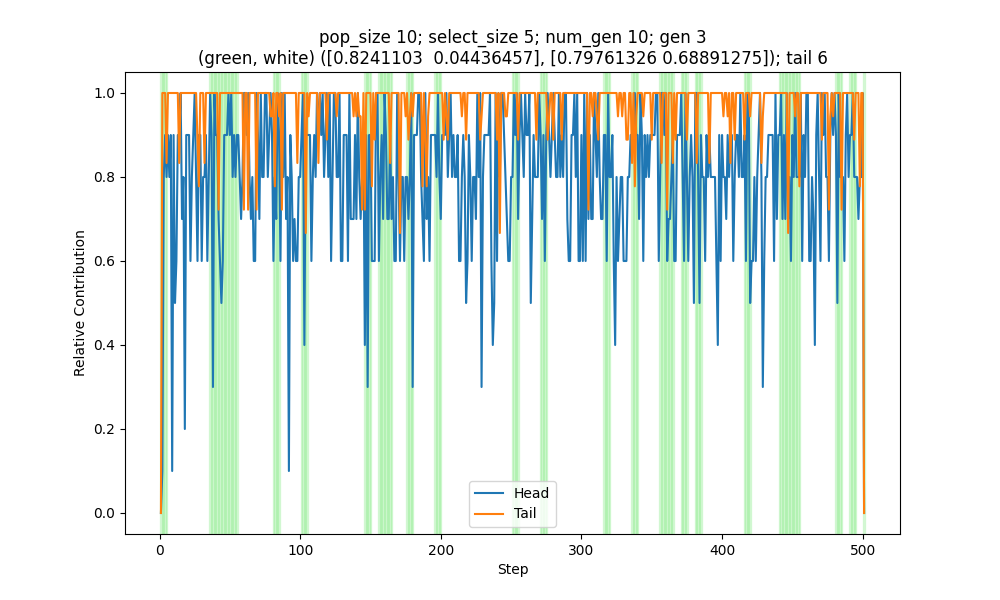 pop_size 10; select_size 5; num_gen 10; gen 3
(green, white) ([0.8241103  0.04436457], [0.79761326 0.68891275]); tail 6
Relative Contribution
1.0
0.8
0.6
0.4
0.2
0.0
Head
Tail
0
100
200
300
400
500
Step